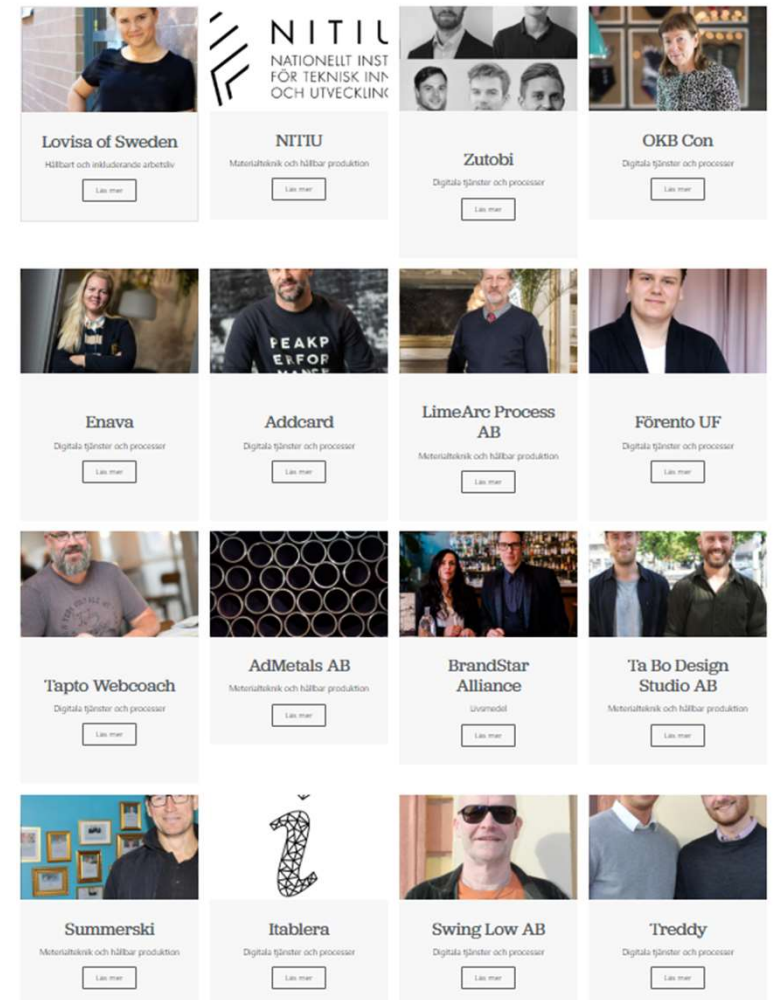 NITIU
NATIONELLT INST
FÖR TEKNISK INN
OCH UTVECKLING
Lovisa of Sweden
Hållbart och inkluderande arbetsliv
Läs mer
NITIU
Materialteknik och hållbar produktion
Läs mer
Zutobi
Digitala tjänster och processer
Läs mer
OKB Con
Digitala tjänster och processer
Läs mer
Enava
Digitala tjänster och processer
Läs mer
PEAKP
ERFOR
MANCE
Addcard
Digitala tjänster och processer
Läs mer
LimeArc Process
AB
Materialteknik och hållbar produktion
Läs mer
Förento UF
Digitala tjänster och processer
Läs mer
Tapto Webcoach
Digitala tjänster och processer
Läs mer
AdMetals AB
Materialteknik och hållbar produktion
Läs mer
BrandStar
Alliance
Livsmedel
Läs mer
Ta Bo Design
Studio AB
Materialteknik och hållbar produktion
Läs mer
Summerski
Materialteknik och hållbar produktion
Läs mer
Itablera
Digitala tjänster och processer
Läs mer
Swing Low AB
Digitala tjänster och processer
Läs mer
Treddy
Digitala tjänster och processer
Läs mer